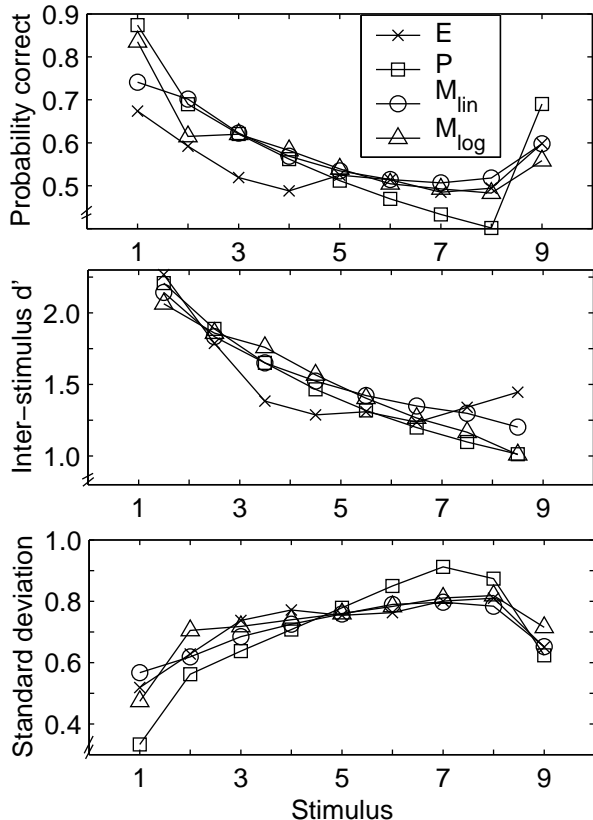 Probability correct
0.9
0.8
0.7
0.6
0.5
E
P
M_lin
M_log
1 3 5 7 9
Inter-stimulus d'
2.0
1.5
1.0
1 3 5 7 9
Standard deviation
1.0
0.8
0.6
0.4
1 3 5 7 9
Stimulus